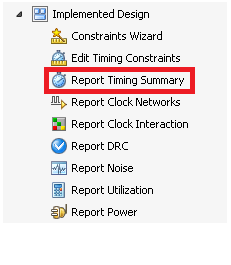 Implemented Design
Constraints Wizard
Edit Timing Constraints
Report Timing Summary
Report Clock Networks
Report Clock Interaction
Report DRC
Report Noise
Report Utilization
Report Power